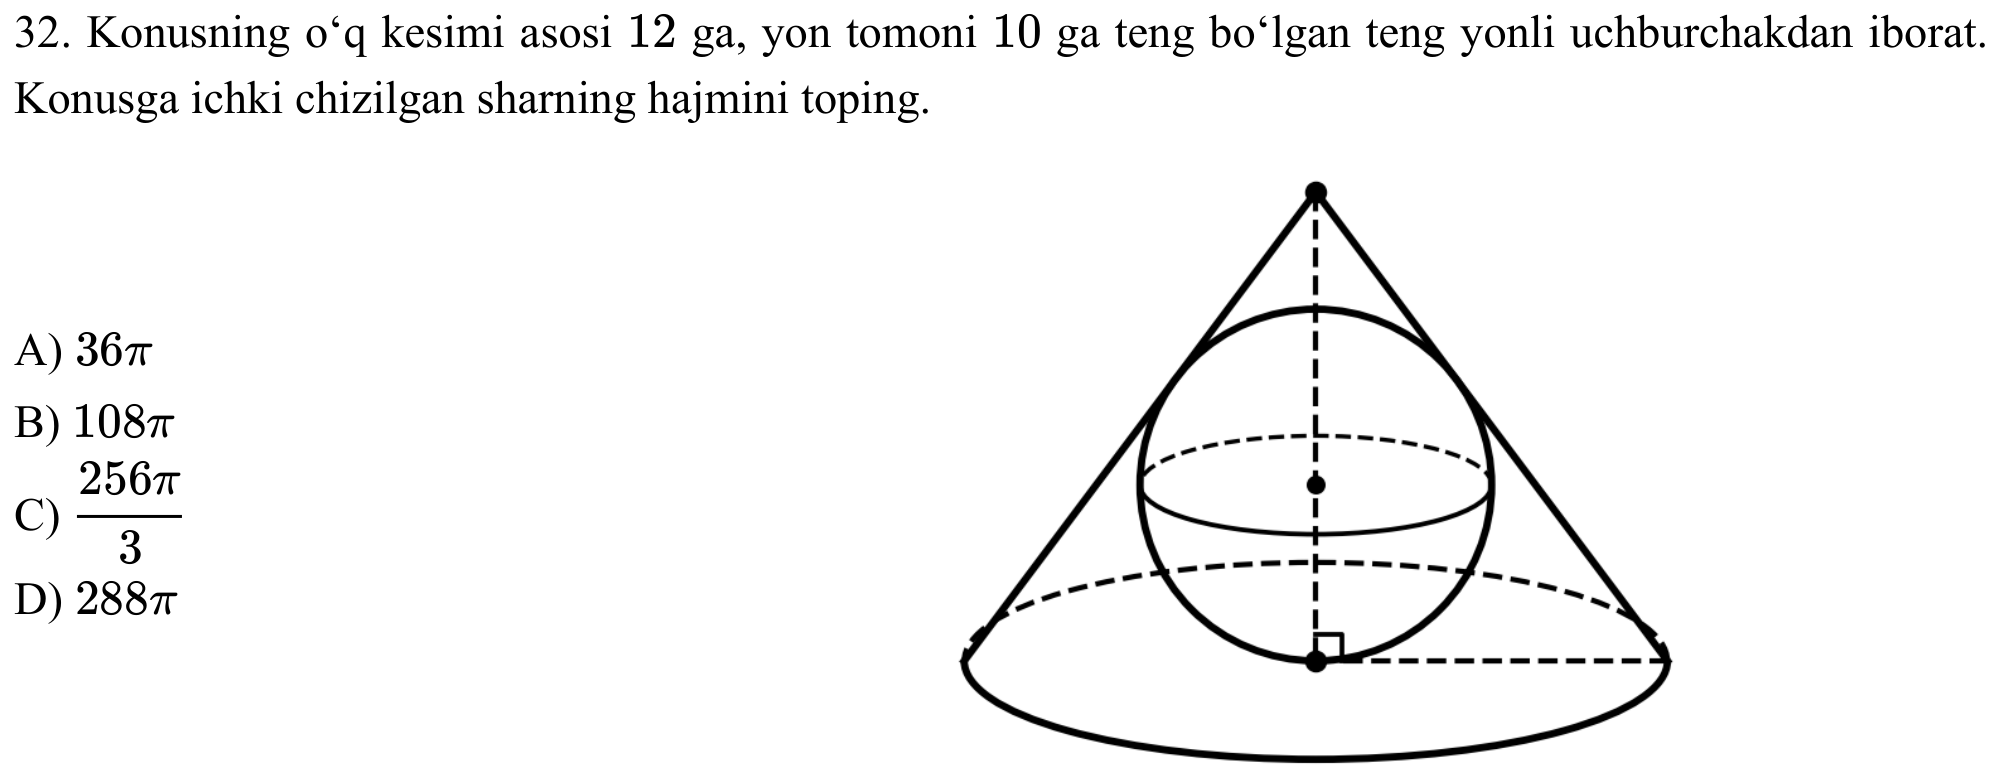 32. Konusning o‘q kesimi asosi 12 ga, yon tomoni 10 ga teng bo‘lgan teng yonli uchburchakdan iborat.
Konusga ichki chizilgan sharning hajmini toping.
A) 36π
B) 108π
C) 256π/3
D) 288π